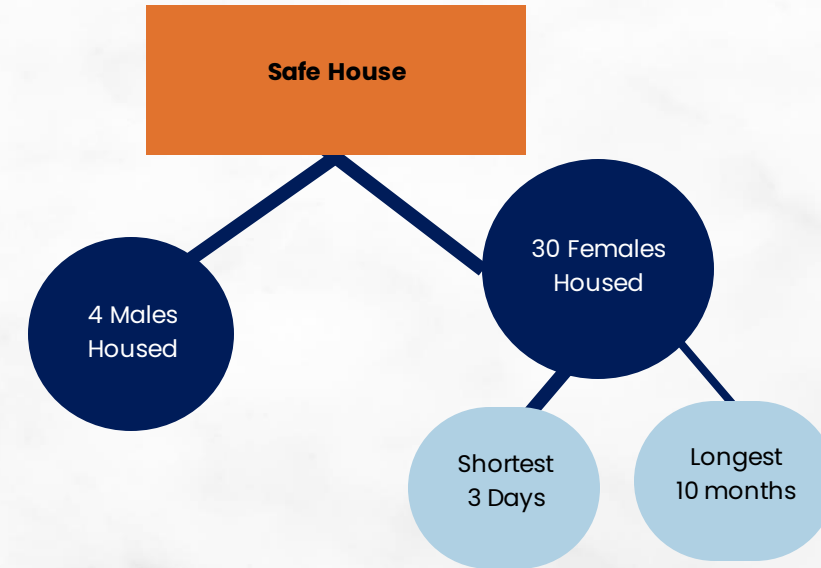 Safe House
30 Females
Housed
4 Males
Housed
Shortest
3 Days
Longest
10 months